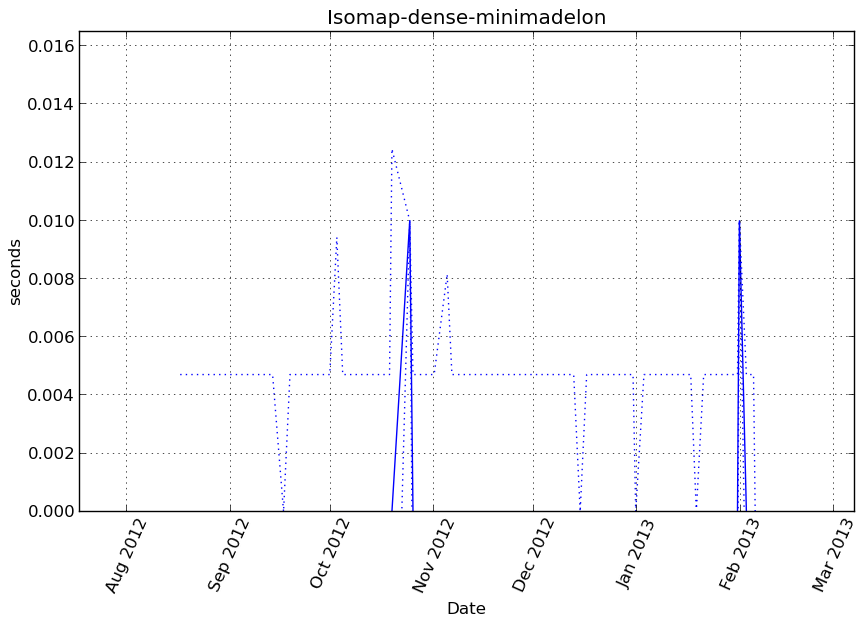 Isomap-dense-minimadelon
0.016
0.014
0.012
0.010
0.008
0.006
0.004
0.002
0.000
seconds
Aug 2012
Sep 2012
Oct 2012
Nov 2012
Dec 2012
Jan 2013
Feb 2013
Mar 2013
Date